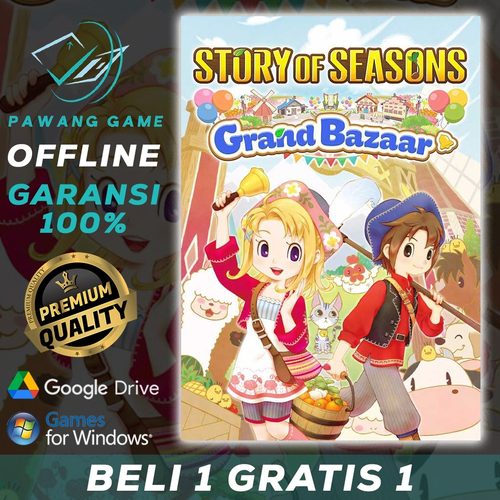 PAWANG GAME
OFFLINE
GARANSI
100%
PREMIUM
QUALITY
Google Drive
Games
for Windows®
STORY OF SEASONS
Grand Bazaar
BELI 1 GRATIS 1